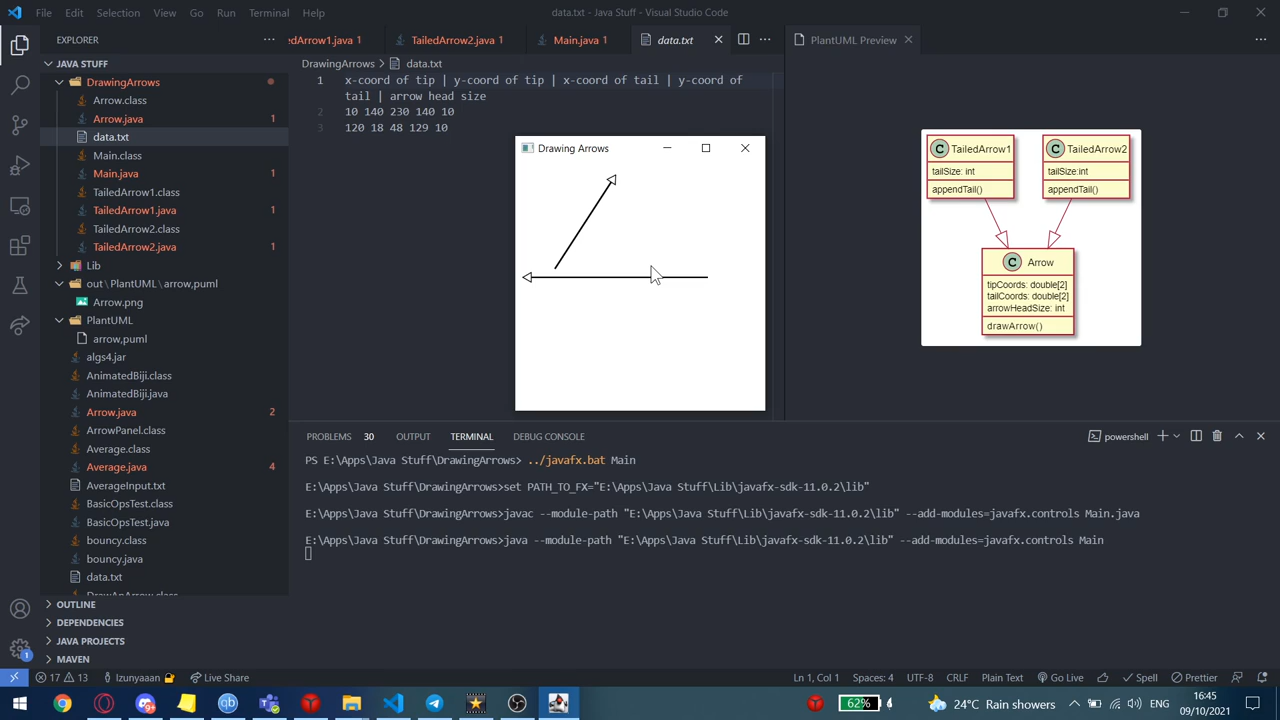 File Edit Selection View Go Run Terminal Help
data.txt - Java Stuff - Visual Studio Code
EXPLORER
JAVA STUFF
DrawingArrows
Arrow.class
Arrow.java 1
data.txt
Main.class
Main.java 1
TailedArrow1.class
TailedArrow1.java 1
TailedArrow2.class
TailedArrow2.java 1
Lib
out \ PlantUML \ arrow,puml
Arrow.png
PlantUML
arrow,puml
algs4.jar
AnimatedBiji.class
AnimatedBiji.java
Arrow.java 2
ArrowPanel.class
Average.class
Average.java 4
AverageInput.txt
BasicOpsTest.class
BasicOpsTest.java
bouncy.class
bouncy.java
data.txt
DrawAnArrow.class
OUTLINE
DEPENDENCIES
JAVA PROJECTS
MAVEN
edArrow1.java 1 TailedArrow2.java 1 Main.java 1 data.txt
DrawingArrows > data.txt
1 x-coord of tip | y-coord of tip | x-coord of tail | y-coord of
tail | arrow head size
2 10 140 230 140 10
3 120 18 48 129 10
Drawing Arrows
PlantUML Preview
C TailedArrow1
tailSize: int
appendTail()
C TailedArrow2
tailSize:int
appendTail()
C Arrow
tipCoords: double[2]
tailCoords: double[2]
arrowHeadSize: int
drawArrow()
PROBLEMS 30 OUTPUT TERMINAL DEBUG CONSOLE
powershell
PS E:\Apps\Java Stuff\DrawingArrows> ../javafx.bat Main
E:\Apps\Java Stuff\DrawingArrows>set PATH_TO_FX="E:\Apps\Java Stuff\Lib\javafx-sdk-11.0.2\lib"
E:\Apps\Java Stuff\DrawingArrows>javac --module-path "E:\Apps\Java Stuff\Lib\javafx-sdk-11.0.2\lib" --add-modules=javafx.controls Main.java
E:\Apps\Java Stuff\DrawingArrows>java --module-path "E:\Apps\Java Stuff\Lib\javafx-sdk-11.0.2\lib" --add-modules=javafx.controls Main
17 13 Izunyaaan Live Share
Ln 1, Col 1 Spaces: 4 UTF-8 CRLF Plain Text Go Live Spell Prettier
1
62% 24°C Rain showers ENG
16:45
09/10/2021